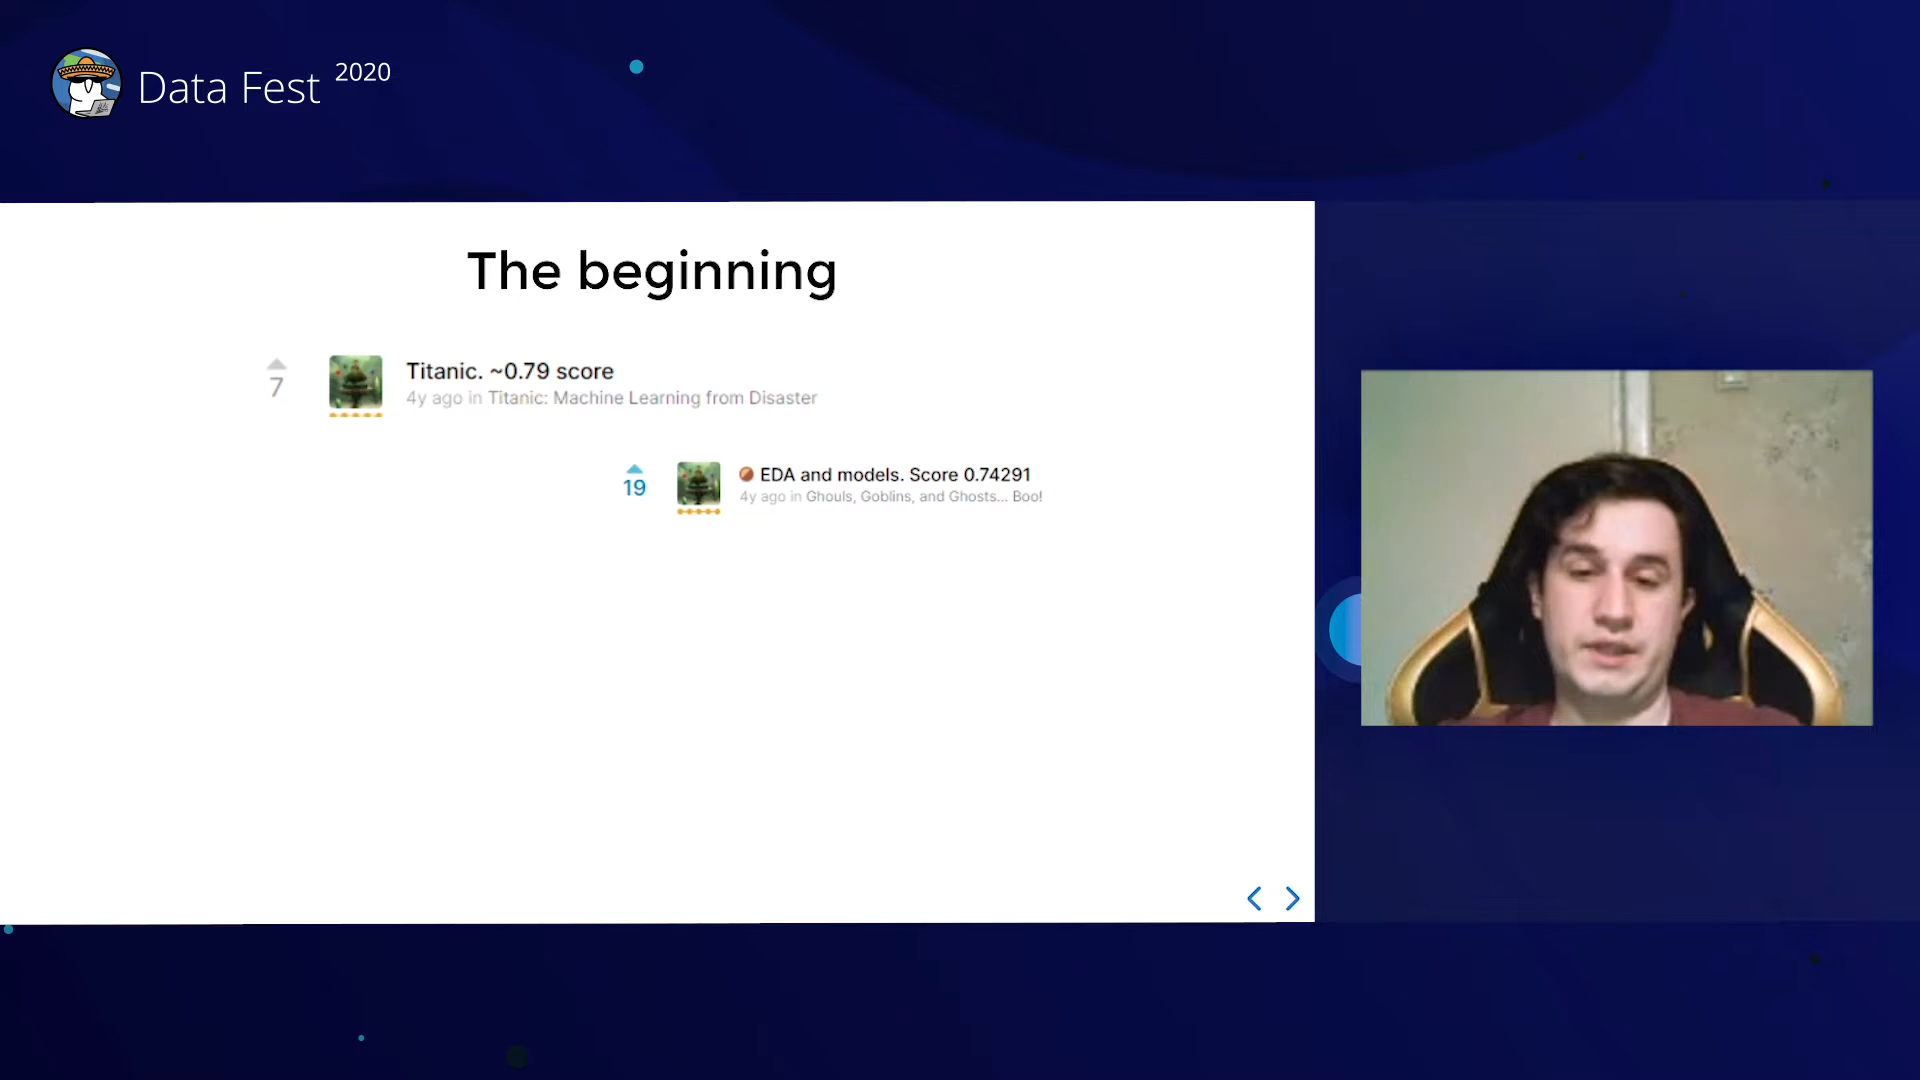 Data Fest 2020
The beginning
7
Titanic. ~0.79 score
4y ago in Titanic: Machine Learning from Disaster
19
EDA and models. Score 0.74291
4y ago in Ghouls, Goblins, and Ghosts... Boo!